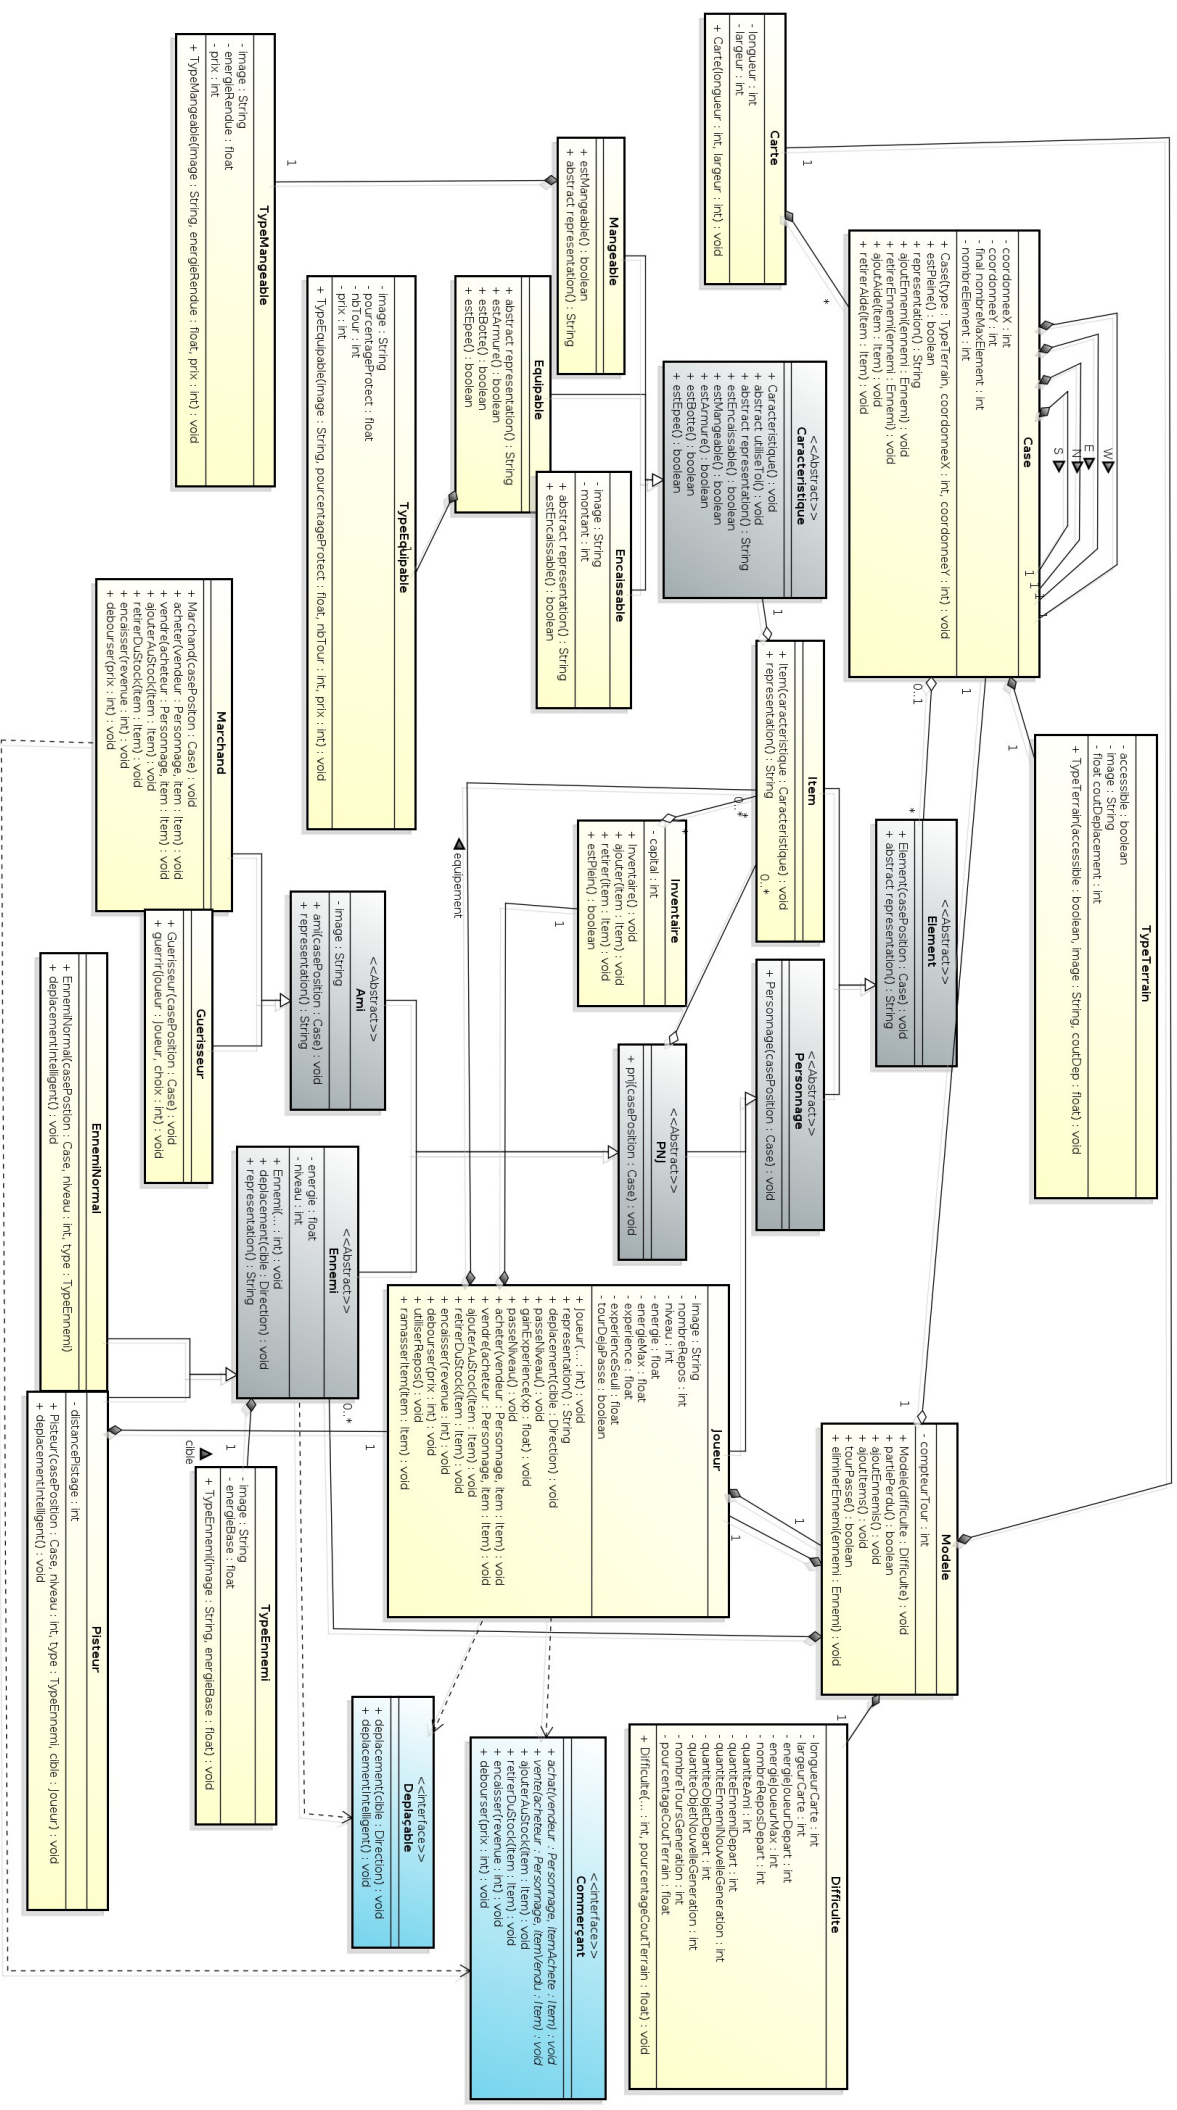 Carte
- longueur : int
- largeur : int
+ Carte(longueur : int, largeur : int) : void
1
*
Case
- coordonneeX : int
- coordonneeY : int
- final nombreMaxElement : int
- nombreElement : int
+ Case(type : TypeTerrain, coordonneeX : int, coordonneeY : int) : void
+ estPleine() : boolean
+ representation() : String
+ ajoutEnnemi(ennemi : Ennemi) : void
+ retirerEnnemi(ennemi : Ennemi) : void
+ ajoutAide(item : Item) : void
+ retirerAide(item : Item) : void
W
E
N
S
1
1
1
0..1
1
1
*
TypeTerrain
- accessible : boolean
- image : String
- float coutDeplacement : int
+ TypeTerrain(accessible : boolean, image : String, coutDep : float) : void
<<Abstract>>
Element
+ Element(casePosition : Case) : void
+ abstract representation() : String
Modele
- compteurTour : int
+ Modele(difficulte : Difficulte) : void
+ partiePerdu() : boolean
+ ajoutEnnemis() : void
+ ajoutItems() : void
+ tourPasse() : boolean
+ eliminerEnnemi(ennemi : Ennemi) : void
1
1
1
1
Difficulte
- longueurCarte : int
- largeurCarte : int
- energieJoueurDepart : int
- energieJoueurMax : int
- nombreReposDepart : int
- quantiteAmi : int
- quantiteEnnemiDepart : int
- quantiteEnnemiNouvelleGeneration : int
- quantiteObjetDepart : int
- quantiteObjetNouvelleGeneration : int
- nombreToursGeneration : int
- pourcentageCoutTerrain : float
+ Difficulte(... : int, pourcentageCoutTerrain : float) : void
<<Abstract>>
Caracteristique
+ Caracteristique() : void
+ abstract utiliseToi() : void
+ abstract representation() : String
+ estEncaissable() : boolean
+ estMangeable() : boolean
+ estArmure() : boolean
+ estBotte() : boolean
+ estEpee() : boolean
1
Item
+ Item(caracteristique : Caracteristique) : void
+ representation() : String
0..*
*
0..*
<<Abstract>>
Personnage
+ Personnage(casePosition : Case) : void
Mangeable
+ estMangeable() : boolean
+ abstract representation() : String
Equipable
+ abstract representation() : String
+ estArmure() : boolean
+ estBotte() : boolean
+ estEpee() : boolean
Encaissable
- image : String
- montant : int
+ abstract representation() : String
+ estEncaissable() : boolean
Inventaire
- capital : int
+ Inventaire() : void
+ ajouter(item : Item) : void
+ retirer(item : Item) : void
+ estPlein() : boolean
1
equipement
<<Abstract>>
PNJ
+ pnj(casePosition : Case) : void
Joueur
- image : String
- nombreRepos : int
- niveau : int
- energie : float
- energieMax : float
- experience : float
- experienceSeuil : float
- tourDejaPasse : boolean
+ Joueur(... : int) : void
+ representation() : String
+ deplacement(cible : Direction) : void
+ passeNiveau() : void
+ gainExperience(xp : float) : void
+ passeNiveau() : void
+ acheter(vendeur : Personnage, item : Item) : void
+ vendre(acheteur : Personnage, item : Item) : void
+ ajouterAuStock(item : Item) : void
+ retirerDuStock(item : Item) : void
+ encaisser(revenue : int) : void
+ debourser(prix : int) : void
+ utiliserRepos() : void
+ ramasserItem(item : Item) : void
TypeMangeable
- image : String
- energieRendue : float
- prix : int
+ TypeMangeable(image : String, energieRendue : float, prix : int) : void
1
TypeEquipable
- image : String
- pourcentageProtect : float
- nbTour : int
- prix : int
+ TypeEquipable(image : String, pourcentageProtect : float, nbTour : int, prix : int) : void
Marchand
+ Marchand(casePositon : Case) : void
+ acheter(vendeur : Personnage, item : Item) : void
+ vendre(acheteur : Personnage, item : Item) : void
+ ajouterAuStock(item : Item) : void
+ retirerDuStock(item : Item) : void
+ encaisser(revenue : int) : void
+ debourser(prix : int) : void
<<Abstract>>
Ami
- image : String
+ ami(casePosition : Case) : void
+ representation() : String
Guerisseur
+ Guerisseur(casePosition : Case) : void
+ guerrir(joueur : Joueur, choix : int) : void
<<Abstract>>
Ennemi
- energie : float
- niveau : int
+ Ennemi(... : int) : void
+ deplacement(cible : Direction) : void
+ representation() : String
0..*
EnnemiNormal
+ EnnemiNormal(casePostion : Case, niveau : int, type : TypeEnnemi)
+ deplacementIntelligent() : void
Pisteur
- distancePistage : int
+ Pisteur(casePosition : Case, niveau : int, type : TypeEnnemi, cible : Joueur) : void
+ deplacementIntelligent() : void
cible
1
1
TypeEnnemi
- image : String
- energieBase : float
+ TypeEnnemi(image : String, energieBase : float) : void
<<interface>>
Deplaçable
+ deplacement(cible : Direction) : void
+ deplacementIntelligent() : void
<<interface>>
Commerçant
+ achat(vendeur : Personnage, itemAchete : Item) : void
+ vente(acheteur : Personnage, itemVendu : Item) : void
+ ajouterAuStock(item : Item) : void
+ retirerDuStock(item : Item) : void
+ encaisser(revenue : int) : void
+ debourser(prix : int) : void